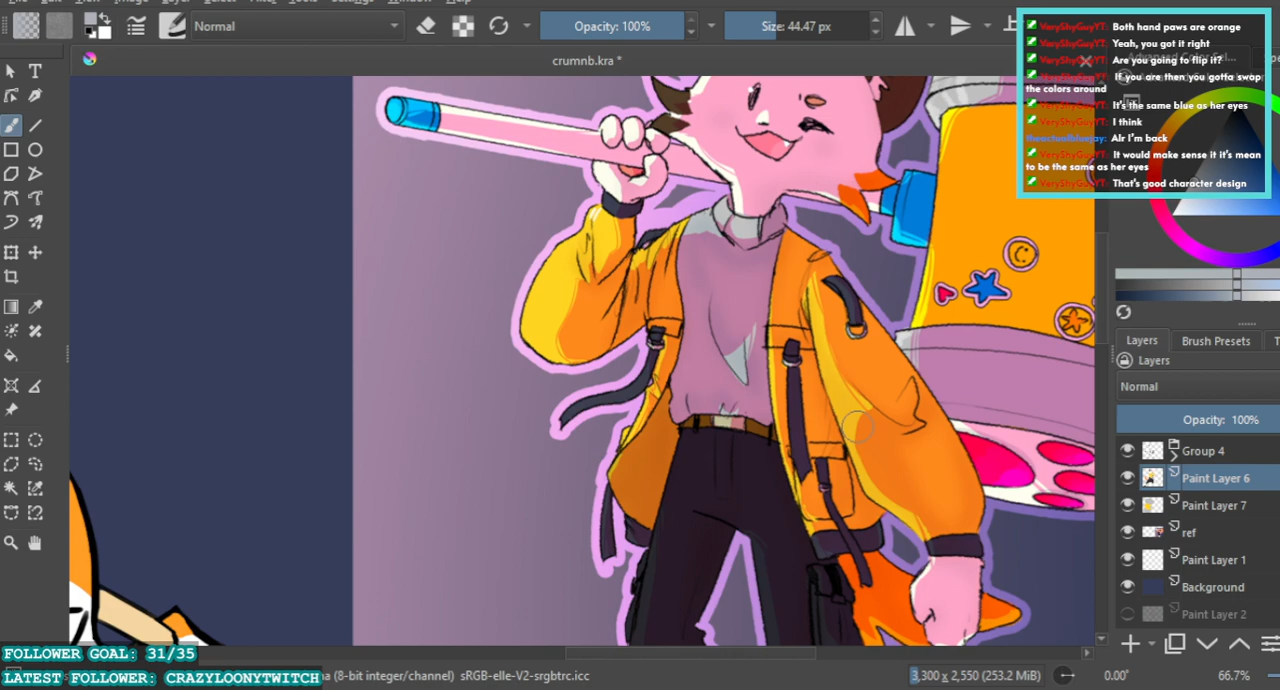 Normal
Opacity: 100%
Size: 44.47 px
crumnb.kra *
VeryShyGuyYT: Both hand paws are orange
VeryShyGuyYT: Yeah, you got it right
VeryShyGuyYT: Are you going to flip it?
VeryShyGuyYT: If you are then you gotta swap
the colors around
VeryShyGuyYT: It's the same blue as her eyes
VeryShyGuyYT: I think
Alr I'm back
VeryShyGuyYT: It would make sense it it's mean
to be the same as her eyes
VeryShyGuyYT: That's good character design
Layers
Brush Presets
Layers
Normal
Opacity: 100%
Group 4
Paint Layer 6
Paint Layer 7
ref
Paint Layer 1
Background
Paint Layer 2
FOLLOWER GOAL: 31/35
LATEST FOLLOWER: CRAZYLOONYTWITCH
(8-bit integer/channel) sRGB-elle-V2-srgbtrc.icc
3,300 x 2,550 (253.2 MiB)
0.00°
66.7%